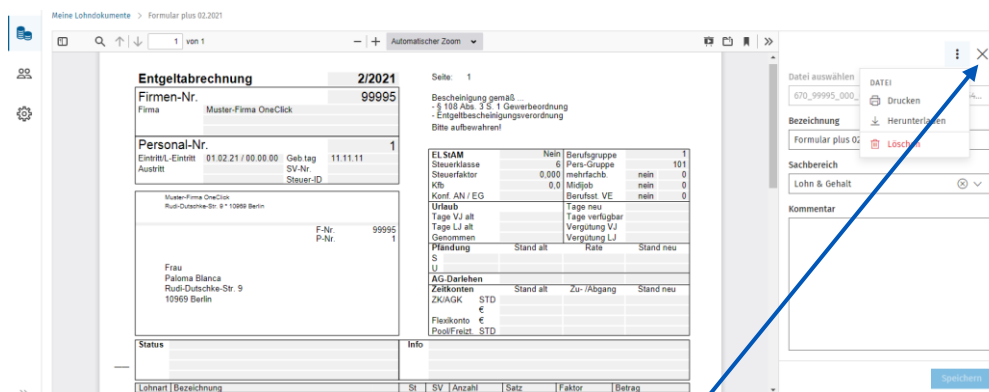 Meine Lohndokumente > Formular plus 02.2021
1 von 1
Automatischer Zoom
Entgeltabrechnung 2/2021
Firmen-Nr. 99995
Firma Muster-Firma OneClick
Personal-Nr. 1
Eintritt/L-Eintritt 01.02.21 / 00.00.00 Geb.tag 11.11.11
Austritt SV-Nr.
Steuer-ID
Muster-Firma OneClick
Rudi-Dutschke-Str. 9 * 10969 Berlin
F-Nr. 99995
P-Nr. 1
Frau
Paloma Blanca
Rudi-Dutschke-Str. 9
10969 Berlin
Seite: 1
Bescheinigung gemäß ...
- § 108 Abs. 3 S. 1 Gewerbeordnung
- Entgeltbescheinigungsverordnung
Bitte aufbewahren!
ELStAM Nein Berufsgruppe 1
Steuerklasse 6 Pers-Gruppe 101
Steuerfaktor 0,000 mehrfachb. nein 0
Kfb 0,0 Midijob nein 0
Konf. AN / EG Berufsst. VE nein 0
Urlaub Tage neu
Tage VJ alt Tage verfügbar
Tage LJ alt Vergütung VJ
Genommen Vergütung LJ
Pfändung Stand alt Rate Stand neu
S
U
AG-Darlehen
Zeitkonten Stand alt Zu- /Abgang Stand neu
ZK/AGK STD
€
Flexikonto €
Pool/Freizt. STD
Status Info
Lohnart Bezeichnung St SV Anzahl Satz Faktor Betrag
Datei auswählen
670_99995_000_
DATEI
Drucken
Herunterladen
Löschen
Bezeichnung
Formular plus 02
Sachbereich
Lohn & Gehalt
Kommentar
Speichern